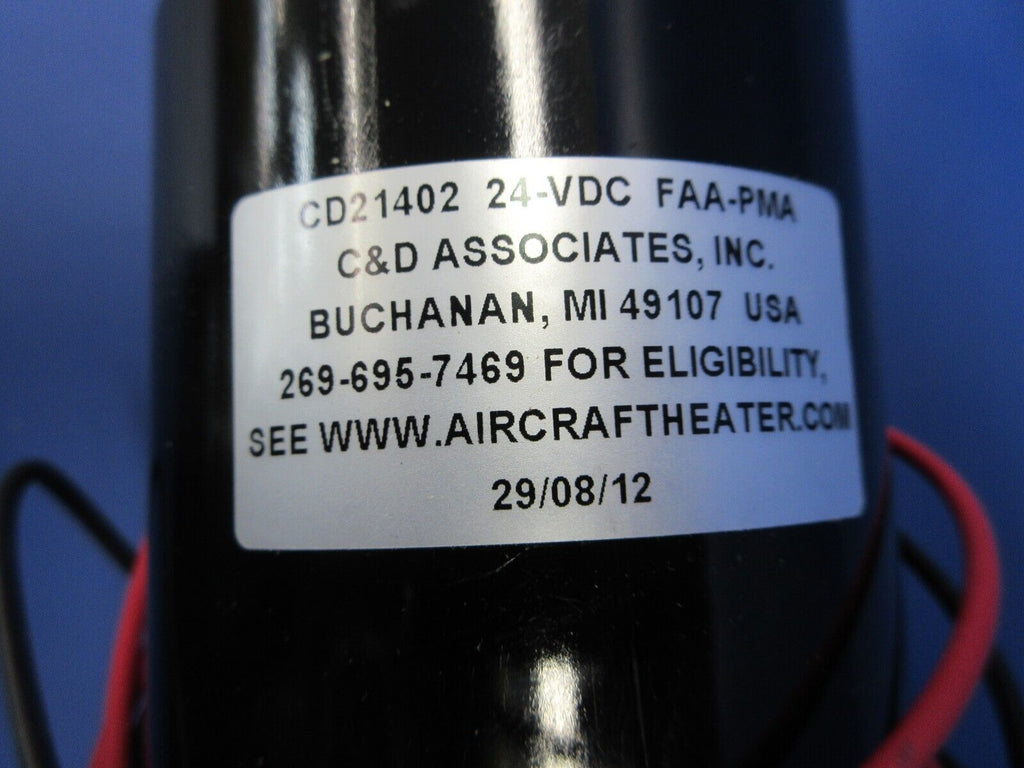 CD21402 24-VDC FAA-PMA
C&D ASSOCIATES, INC.
BUCHANAN, MI 49107 USA
269-695-7469 FOR ELIGIBILITY,
SEE WWW.AIRCRAFTHEATER.COM
29/08/12